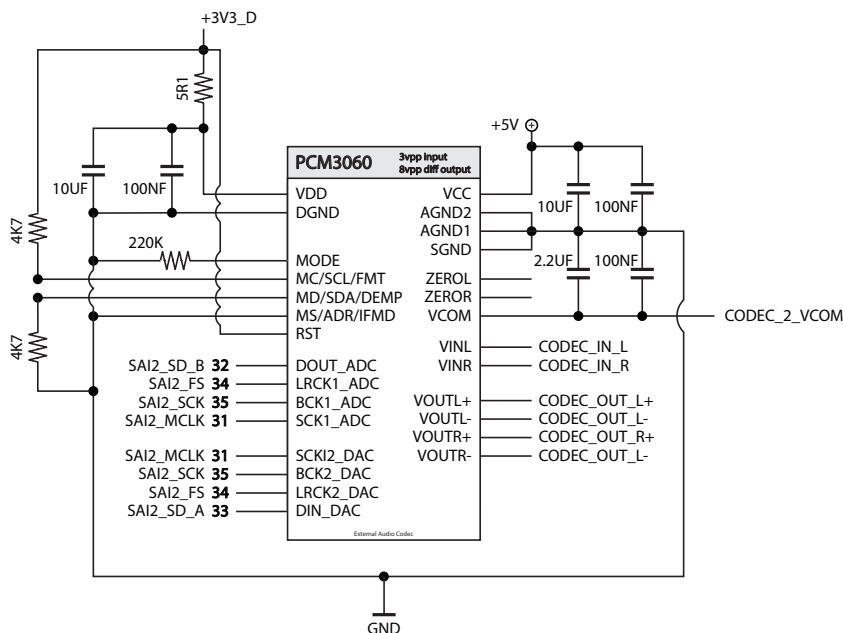 +3V3_D
5R1
+5V
10UF
100NF
4K7
220K
4K7
PCM3060
3vpp input
8vpp diff output
VDD
DGND
MODE
MC/SCL/FMT
MD/SDA/DEMP
MS/ADR/IFMD
RST
VCC
AGND2
AGND1
SGND
ZEROL
ZEROR
VCOM
10UF
100NF
2.2UF
100NF
CODEC_2_VCOM
VINL CODEC_IN_L
VINR CODEC_IN_R
SAI2_SD_B 32 DOUT_ADC
SAI2_FS 34 LRCK1_ADC
SAI2_SCK 35 BCK1_ADC
SAI2_MCLK 31 SCK1_ADC
VOUTL+ CODEC_OUT_L+
VOUTL- CODEC_OUT_L-
VOUTR+ CODEC_OUT_R+
VOUTR- CODEC_OUT_L-
SAI2_MCLK 31 SCKI2_DAC
SAI2_SCK 35 BCK2_DAC
SAI2_FS 34 LRCK2_DAC
SAI2_SD_A 33 DIN_DAC
External Audio Codec
GND